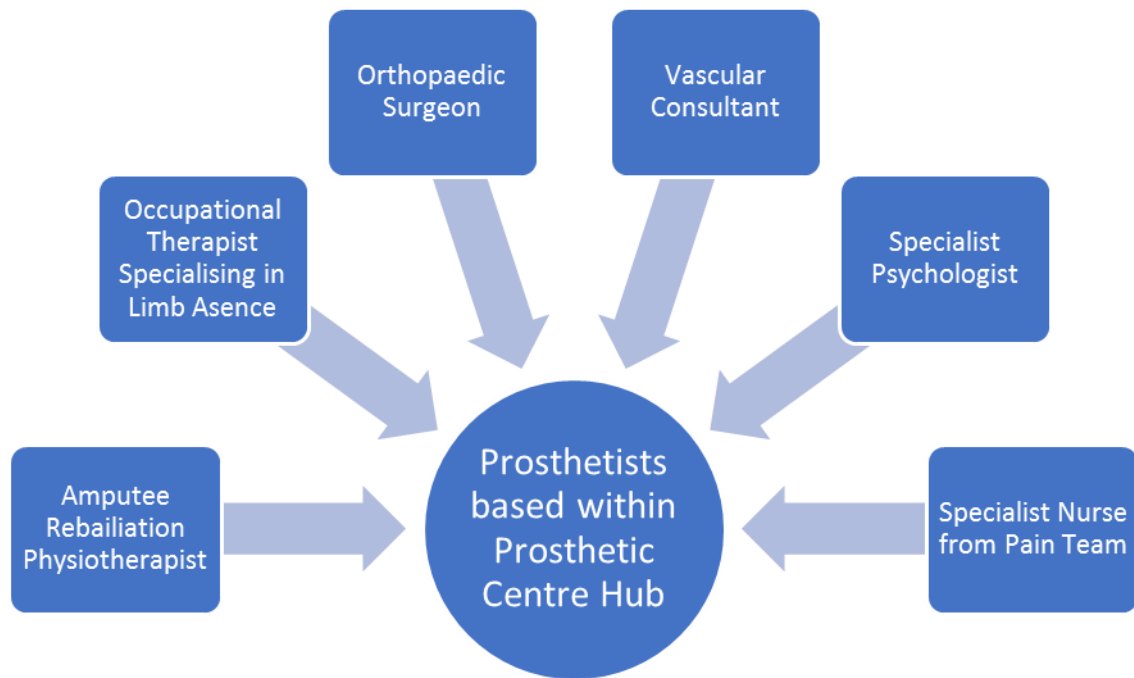 Orthopaedic
Surgeon
Vascular
Consultant
Occupational
Therapist
Specialising in
Limb Asence
Specialist
Psychologist
Amputee
Rebailiation
Physiotherapist
Prosthetists
based within
Prosthetic
Centre Hub
Specialist Nurse
from Pain Team